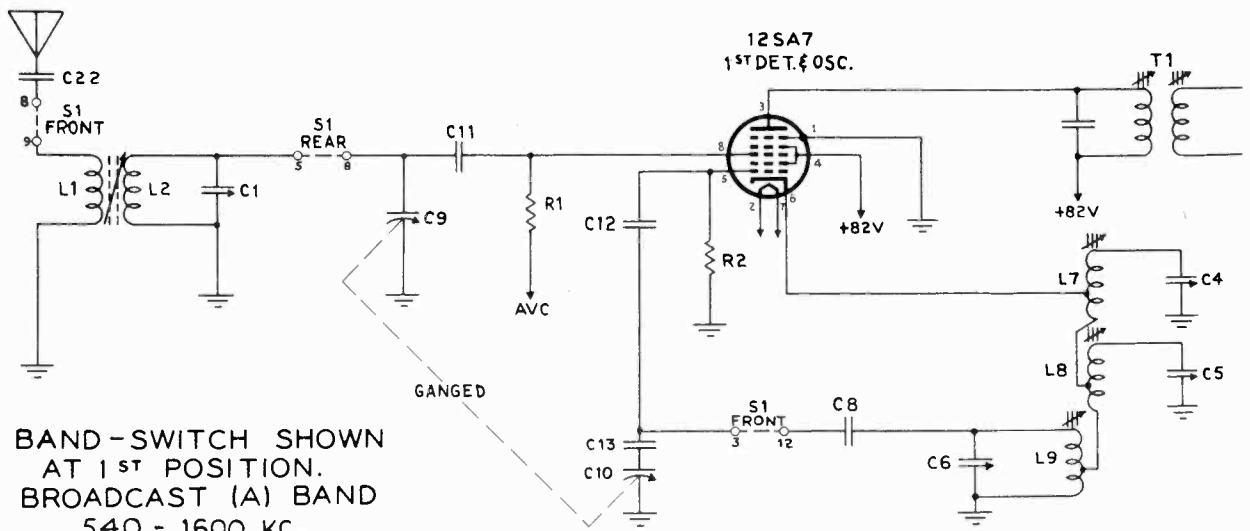 12SA7
1ST DET. & OSC.
T1
C22
8
S1
FRONT
9
L1
L2
C1
S1
REAR
5
8
C11
C9
R1
AVC
3
1
8
4
5
2
7
6
+82V
+82V
C12
R2
L7
C4
L8
C5
GANGED
S1
FRONT
3
12
C8
C13
C10
C6
L9
BAND-SWITCH SHOWN
AT 1ST POSITION.
BROADCAST (A) BAND
540 - 1600 KC